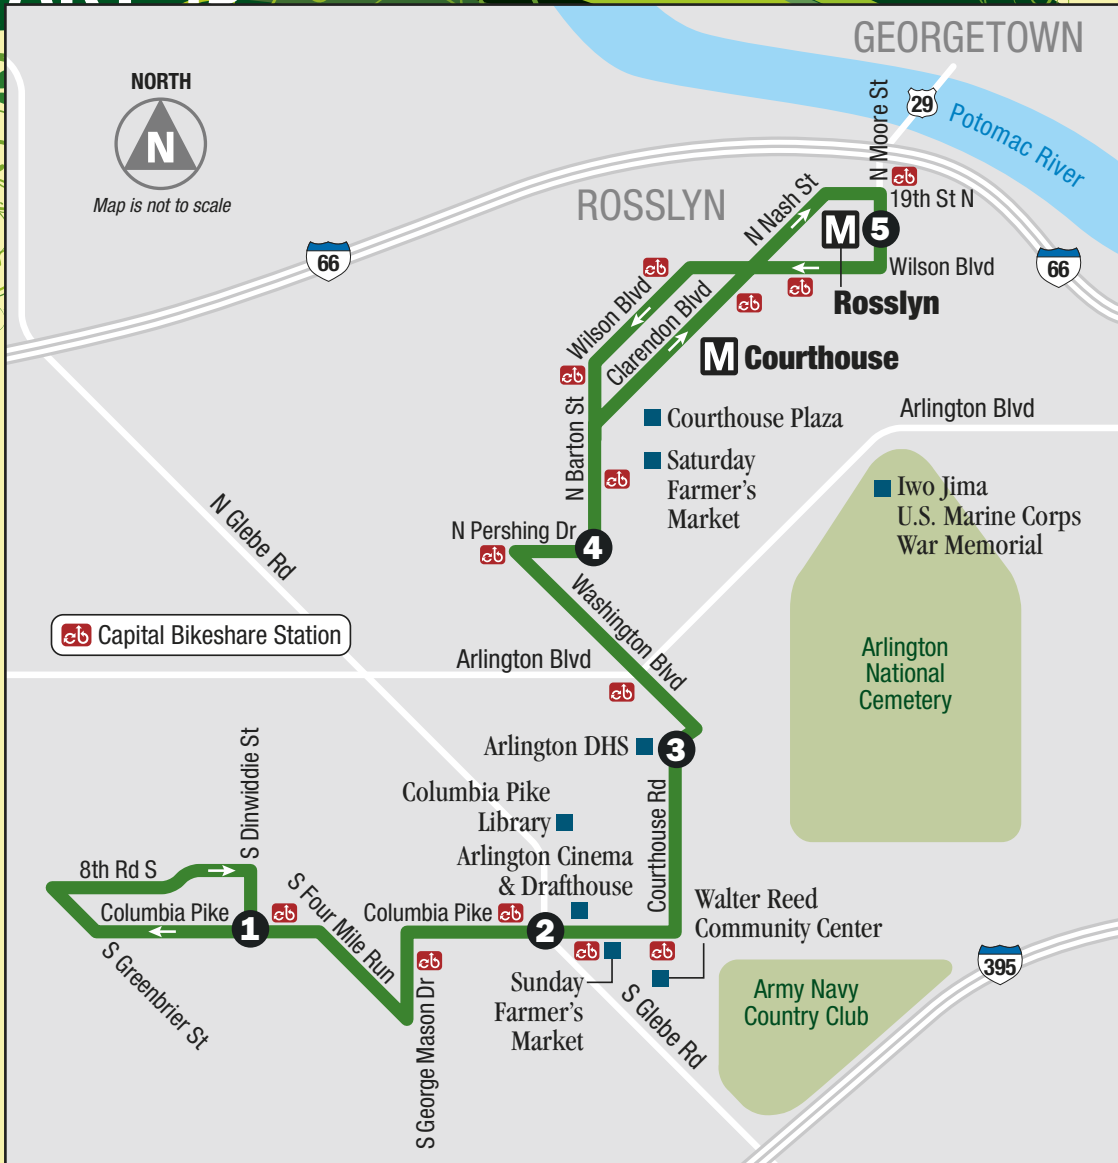 GEORGETOWN
NORTH
N
Map is not to scale
29
Potomac River
N Moore St
ROSSLYN
19th St N
N Nash St
M
5
66
Wilson Blvd
66
Rosslyn
Wilson Blvd
Clarendon Blvd
M Courthouse
N Barton St
Courthouse Plaza
Arlington Blvd
Saturday
Farmer's
Market
Iwo Jima
U.S. Marine Corps
War Memorial
N Glebe Rd
N Pershing Dr
4
Washington Blvd
cb Capital Bikeshare Station
Arlington Blvd
Arlington
National
Cemetery
Arlington DHS
3
S Dinwiddie St
Columbia Pike
Library
Courthouse Rd
Arlington Cinema
& Drafthouse
8th Rd S
S Four Mile Run
Columbia Pike
1
Columbia Pike
2
Walter Reed
Community Center
S Greenbrier St
S George Mason Dr
Sunday
Farmer's
Market
S Glebe Rd
395
Army Navy
Country Club